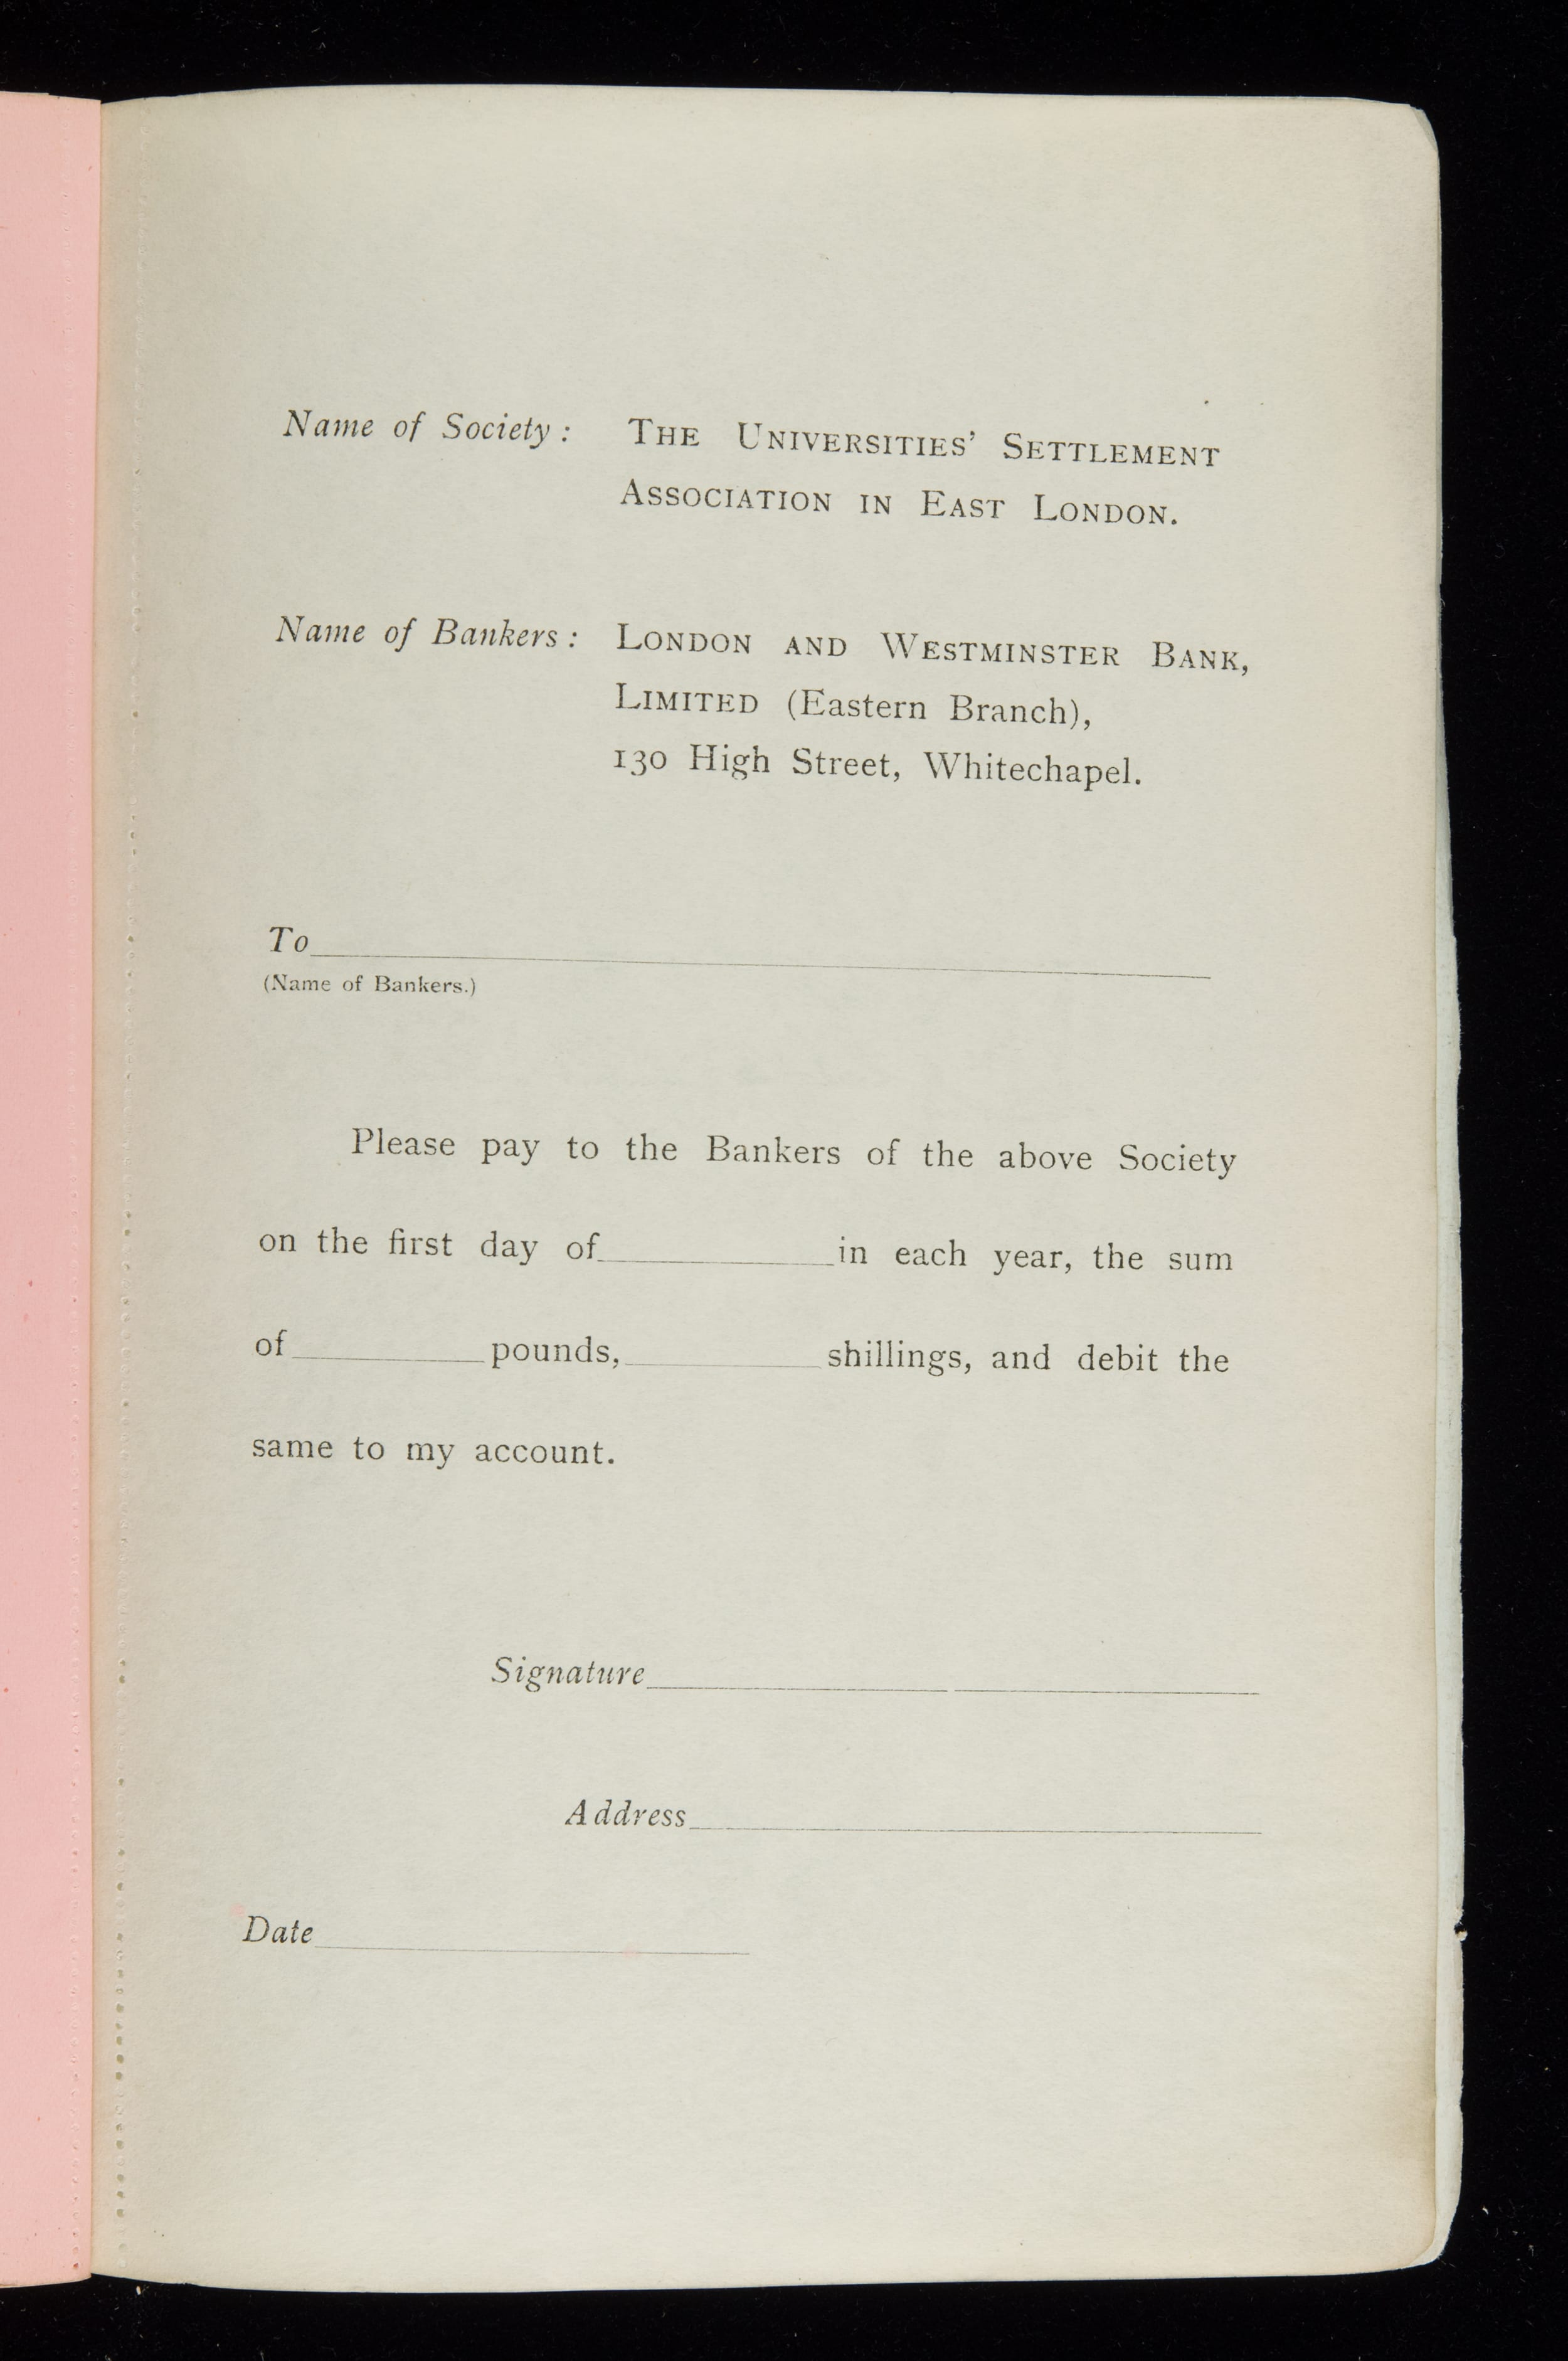 Name of Society: THE UNIVERSITIES' SETTLEMENT
ASSOCIATION IN EAST LONDON.
Name of Bankers: LONDON AND WESTMINSTER BANK,
LIMITED (Eastern Branch),
130 High Street, Whitechapel.
To
(Name of Bankers.)
Please pay to the Bankers of the above Society
on the first day of in each year, the sum
of pounds, shillings, and debit the
same to my account.
Signature
Address
Date